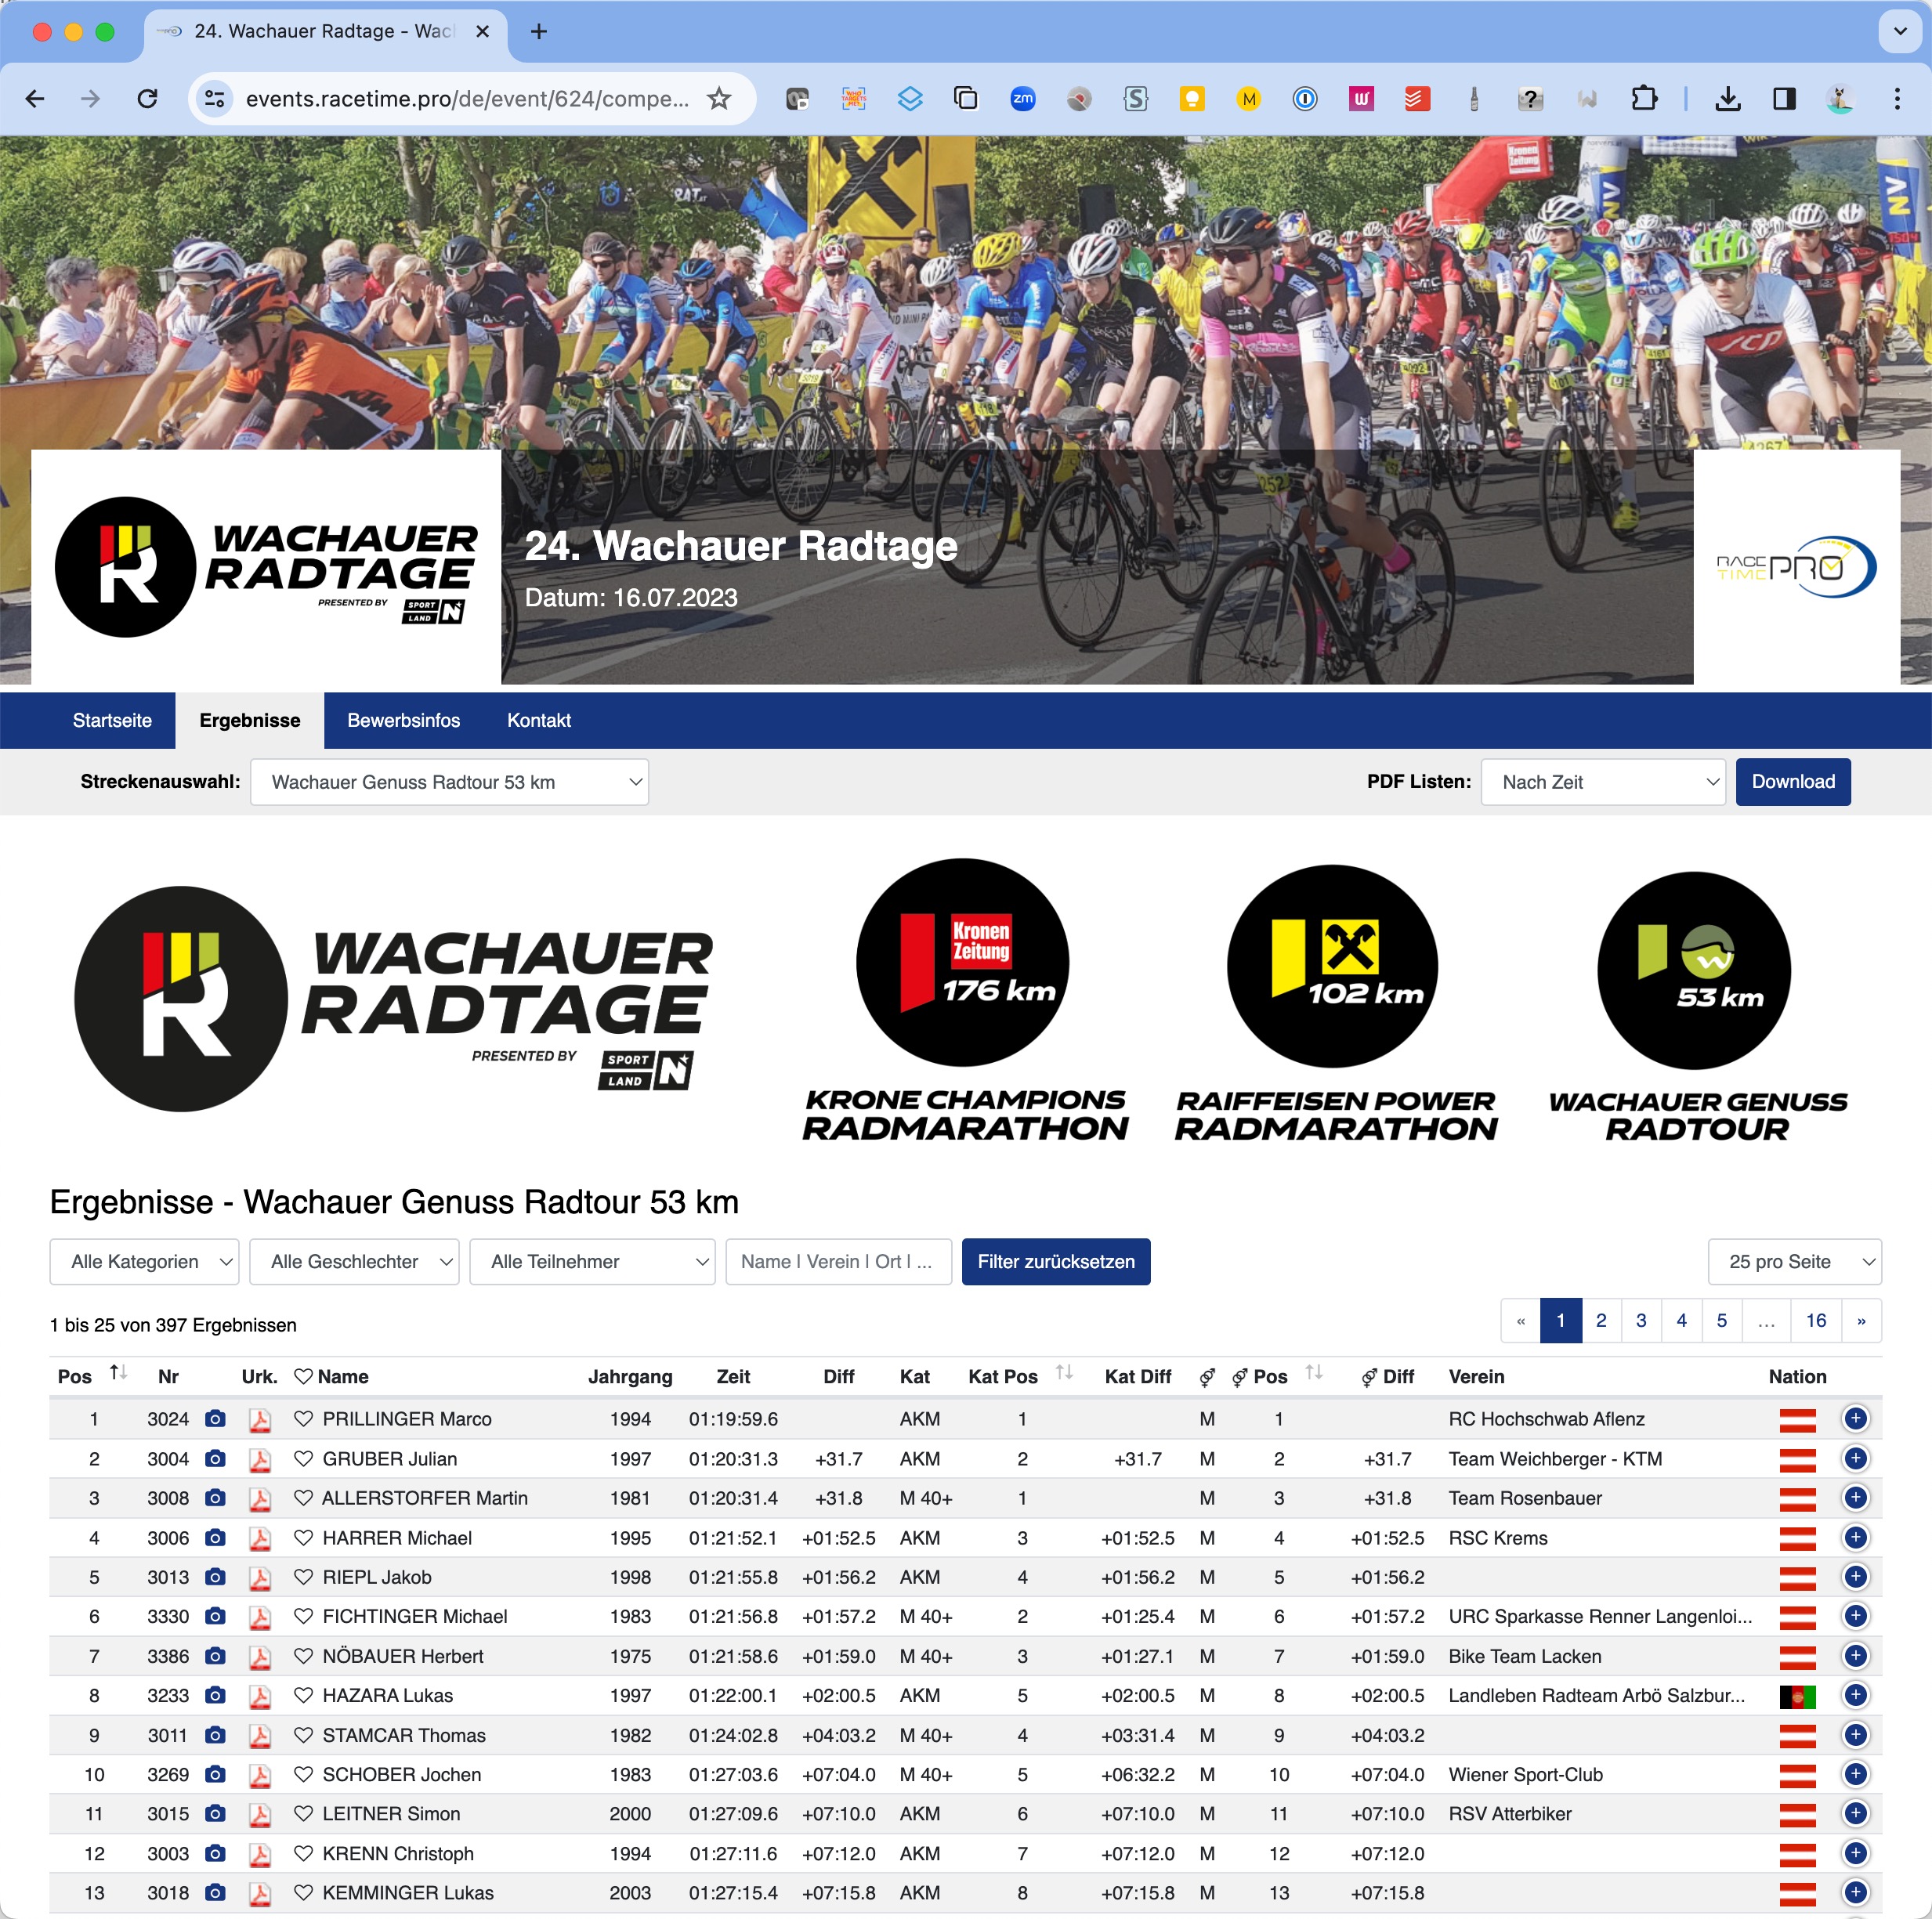 24. Wachauer Radtage - Wac
events.racetime.pro/de/event/624/compe...
Kronen
Zeitung
NV
NV
118
4092
101
4161
252
4267
WACHAUER
RADTAGE
PRESENTED BY
SPORT
LAND
N
24. Wachauer Radtage
Datum: 16.07.2023
RACE
TIME PRO
Startseite Ergebnisse Bewerbsinfos Kontakt
Streckenauswahl: Wachauer Genuss Radtour 53 km PDF Listen: Nach Zeit Download
R
WACHAUER
RADTAGE
PRESENTED BY
SPORT
LAND
N
Kronen
Zeitung
176 km
KRONE CHAMPIONS
RADMARATHON
102 km
RAIFFEISEN POWER
RADMARATHON
53 km
WACHAUER GENUSS
RADTOUR
Ergebnisse - Wachauer Genuss Radtour 53 km
Alle Kategorien Alle Geschlechter Alle Teilnehmer Name | Verein | Ort | ... Filter zurücksetzen 25 pro Seite
1 bis 25 von 397 Ergebnissen « 1 2 3 4 5 ... 16 »
Pos Nr Urk. Name Jahrgang Zeit Diff Kat Kat Pos Kat Diff ⚥ ⚥ Pos ⚥ Diff Verein Nation
1 3024 PRILLINGER Marco 1994 01:19:59.6 AKM 1 M 1 RC Hochschwab Aflenz
2 3004 GRUBER Julian 1997 01:20:31.3 +31.7 AKM 2 +31.7 M 2 +31.7 Team Weichberger - KTM
3 3008 ALLERSTORFER Martin 1981 01:20:31.4 +31.8 M 40+ 1 M 3 +31.8 Team Rosenbauer
4 3006 HARRER Michael 1995 01:21:52.1 +01:52.5 AKM 3 +01:52.5 M 4 +01:52.5 RSC Krems
5 3013 RIEPL Jakob 1998 01:21:55.8 +01:56.2 AKM 4 +01:56.2 M 5 +01:56.2
6 3330 FICHTINGER Michael 1983 01:21:56.8 +01:57.2 M 40+ 2 +01:25.4 M 6 +01:57.2 URC Sparkasse Renner Langenloi...
7 3386 NÖBAUER Herbert 1975 01:21:58.6 +01:59.0 M 40+ 3 +01:27.1 M 7 +01:59.0 Bike Team Lacken
8 3233 HAZARA Lukas 1997 01:22:00.1 +02:00.5 AKM 5 +02:00.5 M 8 +02:00.5 Landleben Radteam Arbö Salzbur...
9 3011 STAMCAR Thomas 1982 01:24:02.8 +04:03.2 M 40+ 4 +03:31.4 M 9 +04:03.2
10 3269 SCHOBER Jochen 1983 01:27:03.6 +07:04.0 M 40+ 5 +06:32.2 M 10 +07:04.0 Wiener Sport-Club
11 3015 LEITNER Simon 2000 01:27:09.6 +07:10.0 AKM 6 +07:10.0 M 11 +07:10.0 RSV Atterbiker
12 3003 KRENN Christoph 1994 01:27:11.6 +07:12.0 AKM 7 +07:12.0 M 12 +07:12.0
13 3018 KEMMINGER Lukas 2003 01:27:15.4 +07:15.8 AKM 8 +07:15.8 M 13 +07:15.8